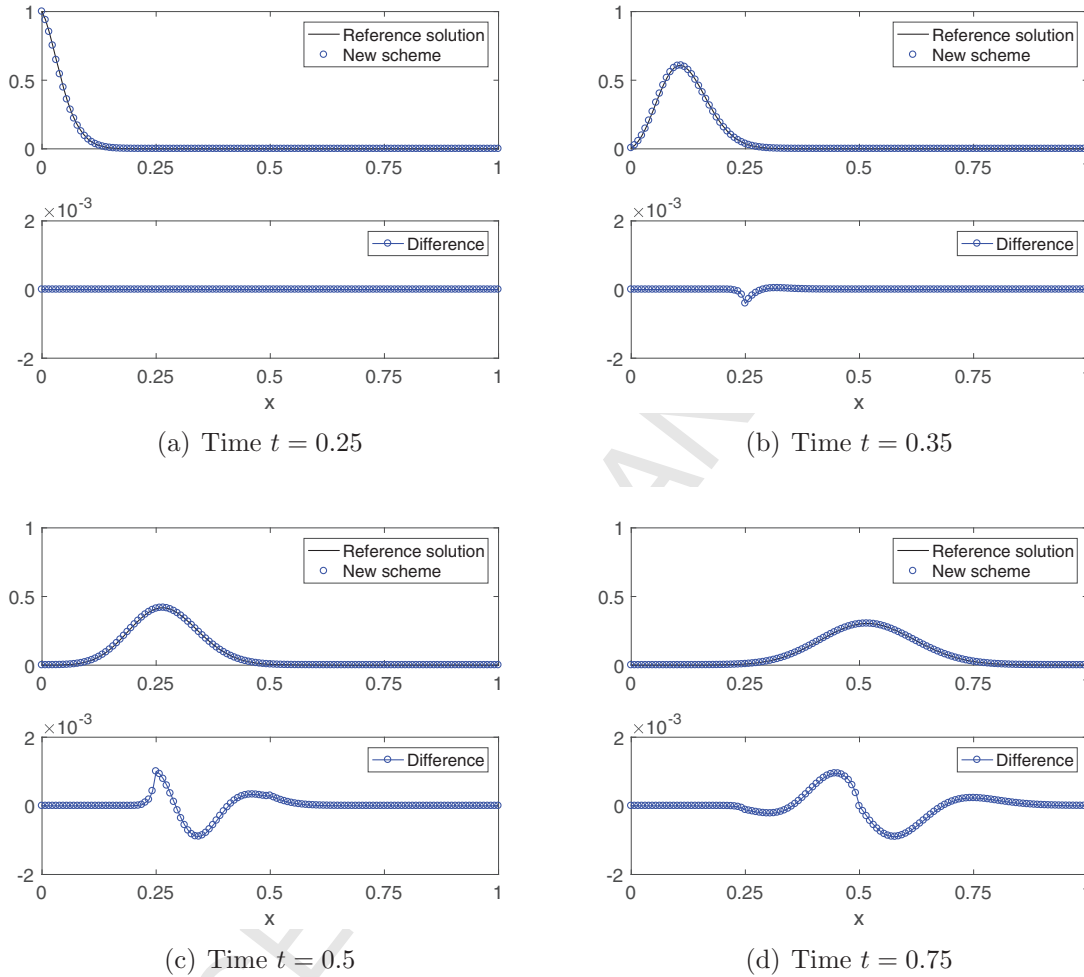 1
0.5
0
Reference solution
New scheme
0 0.25 0.5 0.75 1
×10⁻³
2
0
-2
Difference
0 0.25 0.5 0.75 1
x
(a) Time t = 0.25
1
0.5
0
Reference solution
New scheme
0 0.25 0.5 0.75 1
×10⁻³
2
0
-2
Difference
0 0.25 0.5 0.75 1
x
(b) Time t = 0.35
1
0.5
0
Reference solution
New scheme
0 0.25 0.5 0.75 1
×10⁻³
2
0
-2
Difference
0 0.25 0.5 0.75 1
x
(c) Time t = 0.5
1
0.5
0
Reference solution
New scheme
0 0.25 0.5 0.75 1
×10⁻³
2
0
-2
Difference
0 0.25 0.5 0.75 1
x
(d) Time t = 0.75